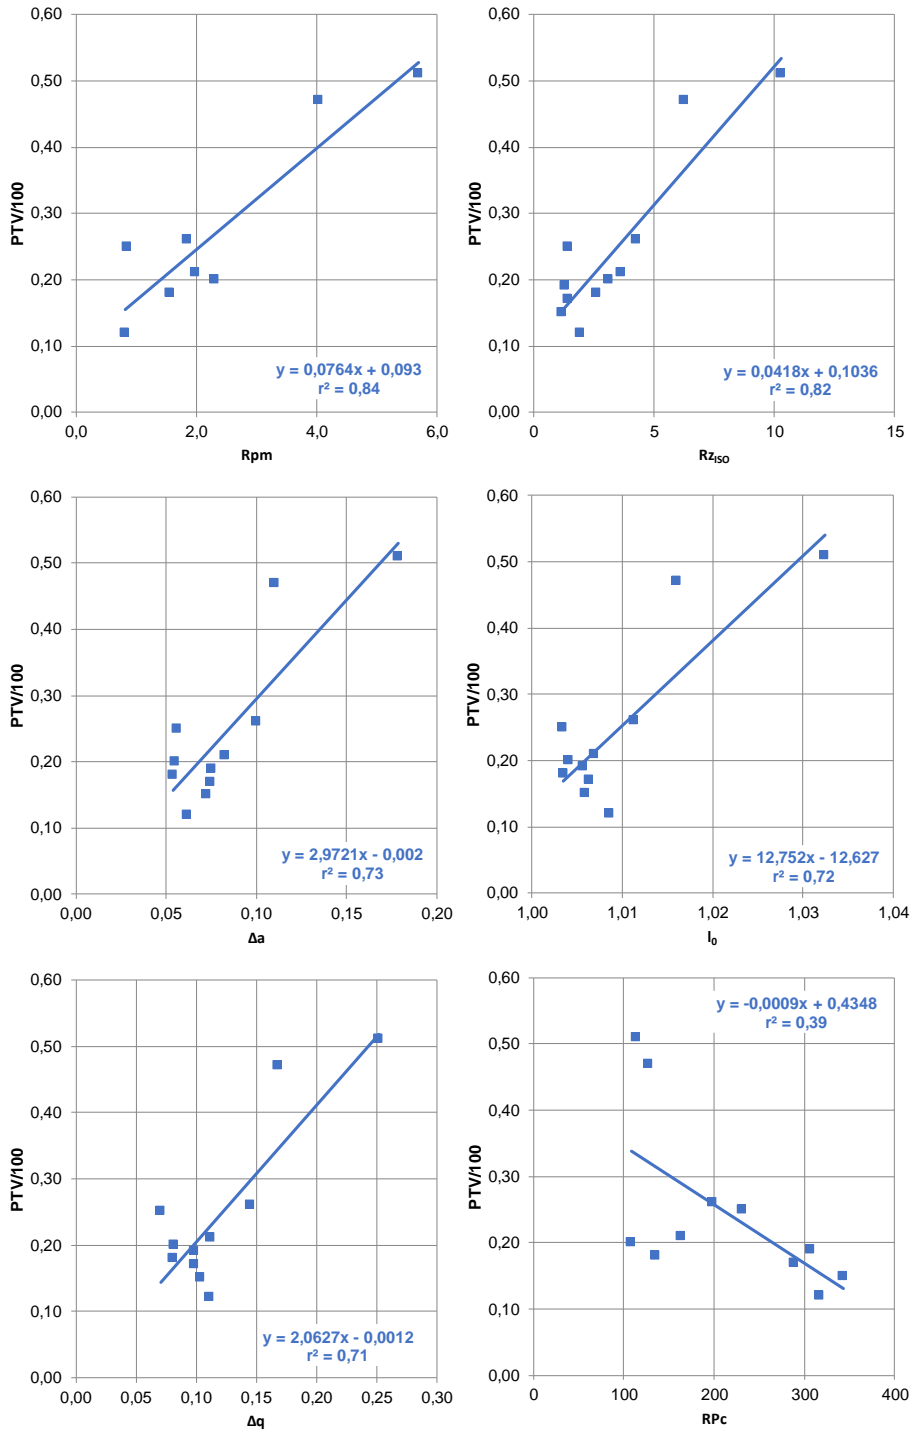 0,60
0,50
0,40
0,30
0,20
0,10
0,00
PTV/100
y = 0,0764x + 0,093
r² = 0,84
0,0 2,0 4,0 6,0
Rpm
0,60
0,50
0,40
0,30
0,20
0,10
0,00
PTV/100
y = 0,0418x + 0,1036
r² = 0,82
0 5 10 15
Rz_ISO
0,60
0,50
0,40
0,30
0,20
0,10
0,00
PTV/100
y = 2,9721x - 0,002
r² = 0,73
0,00 0,05 0,10 0,15 0,20
Δa
0,60
0,50
0,40
0,30
0,20
0,10
0,00
PTV/100
y = 12,752x - 12,627
r² = 0,72
1,00 1,01 1,02 1,03 1,04
l₀
0,60
0,50
0,40
0,30
0,20
0,10
0,00
PTV/100
y = 2,0627x - 0,0012
r² = 0,71
0,00 0,05 0,10 0,15 0,20 0,25 0,30
Δq
0,60
0,50
0,40
0,30
0,20
0,10
0,00
PTV/100
y = -0,0009x + 0,4348
r² = 0,39
0 100 200 300 400
RPc